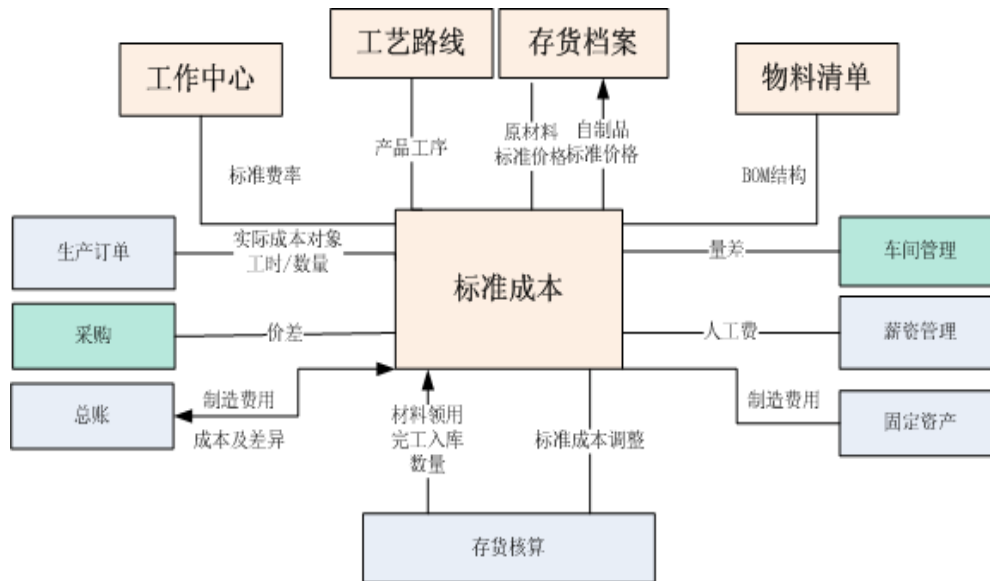 工艺路线
存货档案
工作中心
物料清单
产品工序
原材料
标准价格
自制品
标准价格
标准费率
BOM结构
生产订单
实际成本对象
工时/数量
标准成本
量差
车间管理
采购
价差
人工费
薪资管理
总账
制造费用
成本及差异
材料领用
完工入库
数量
标准成本调整
制造费用
固定资产
存货核算